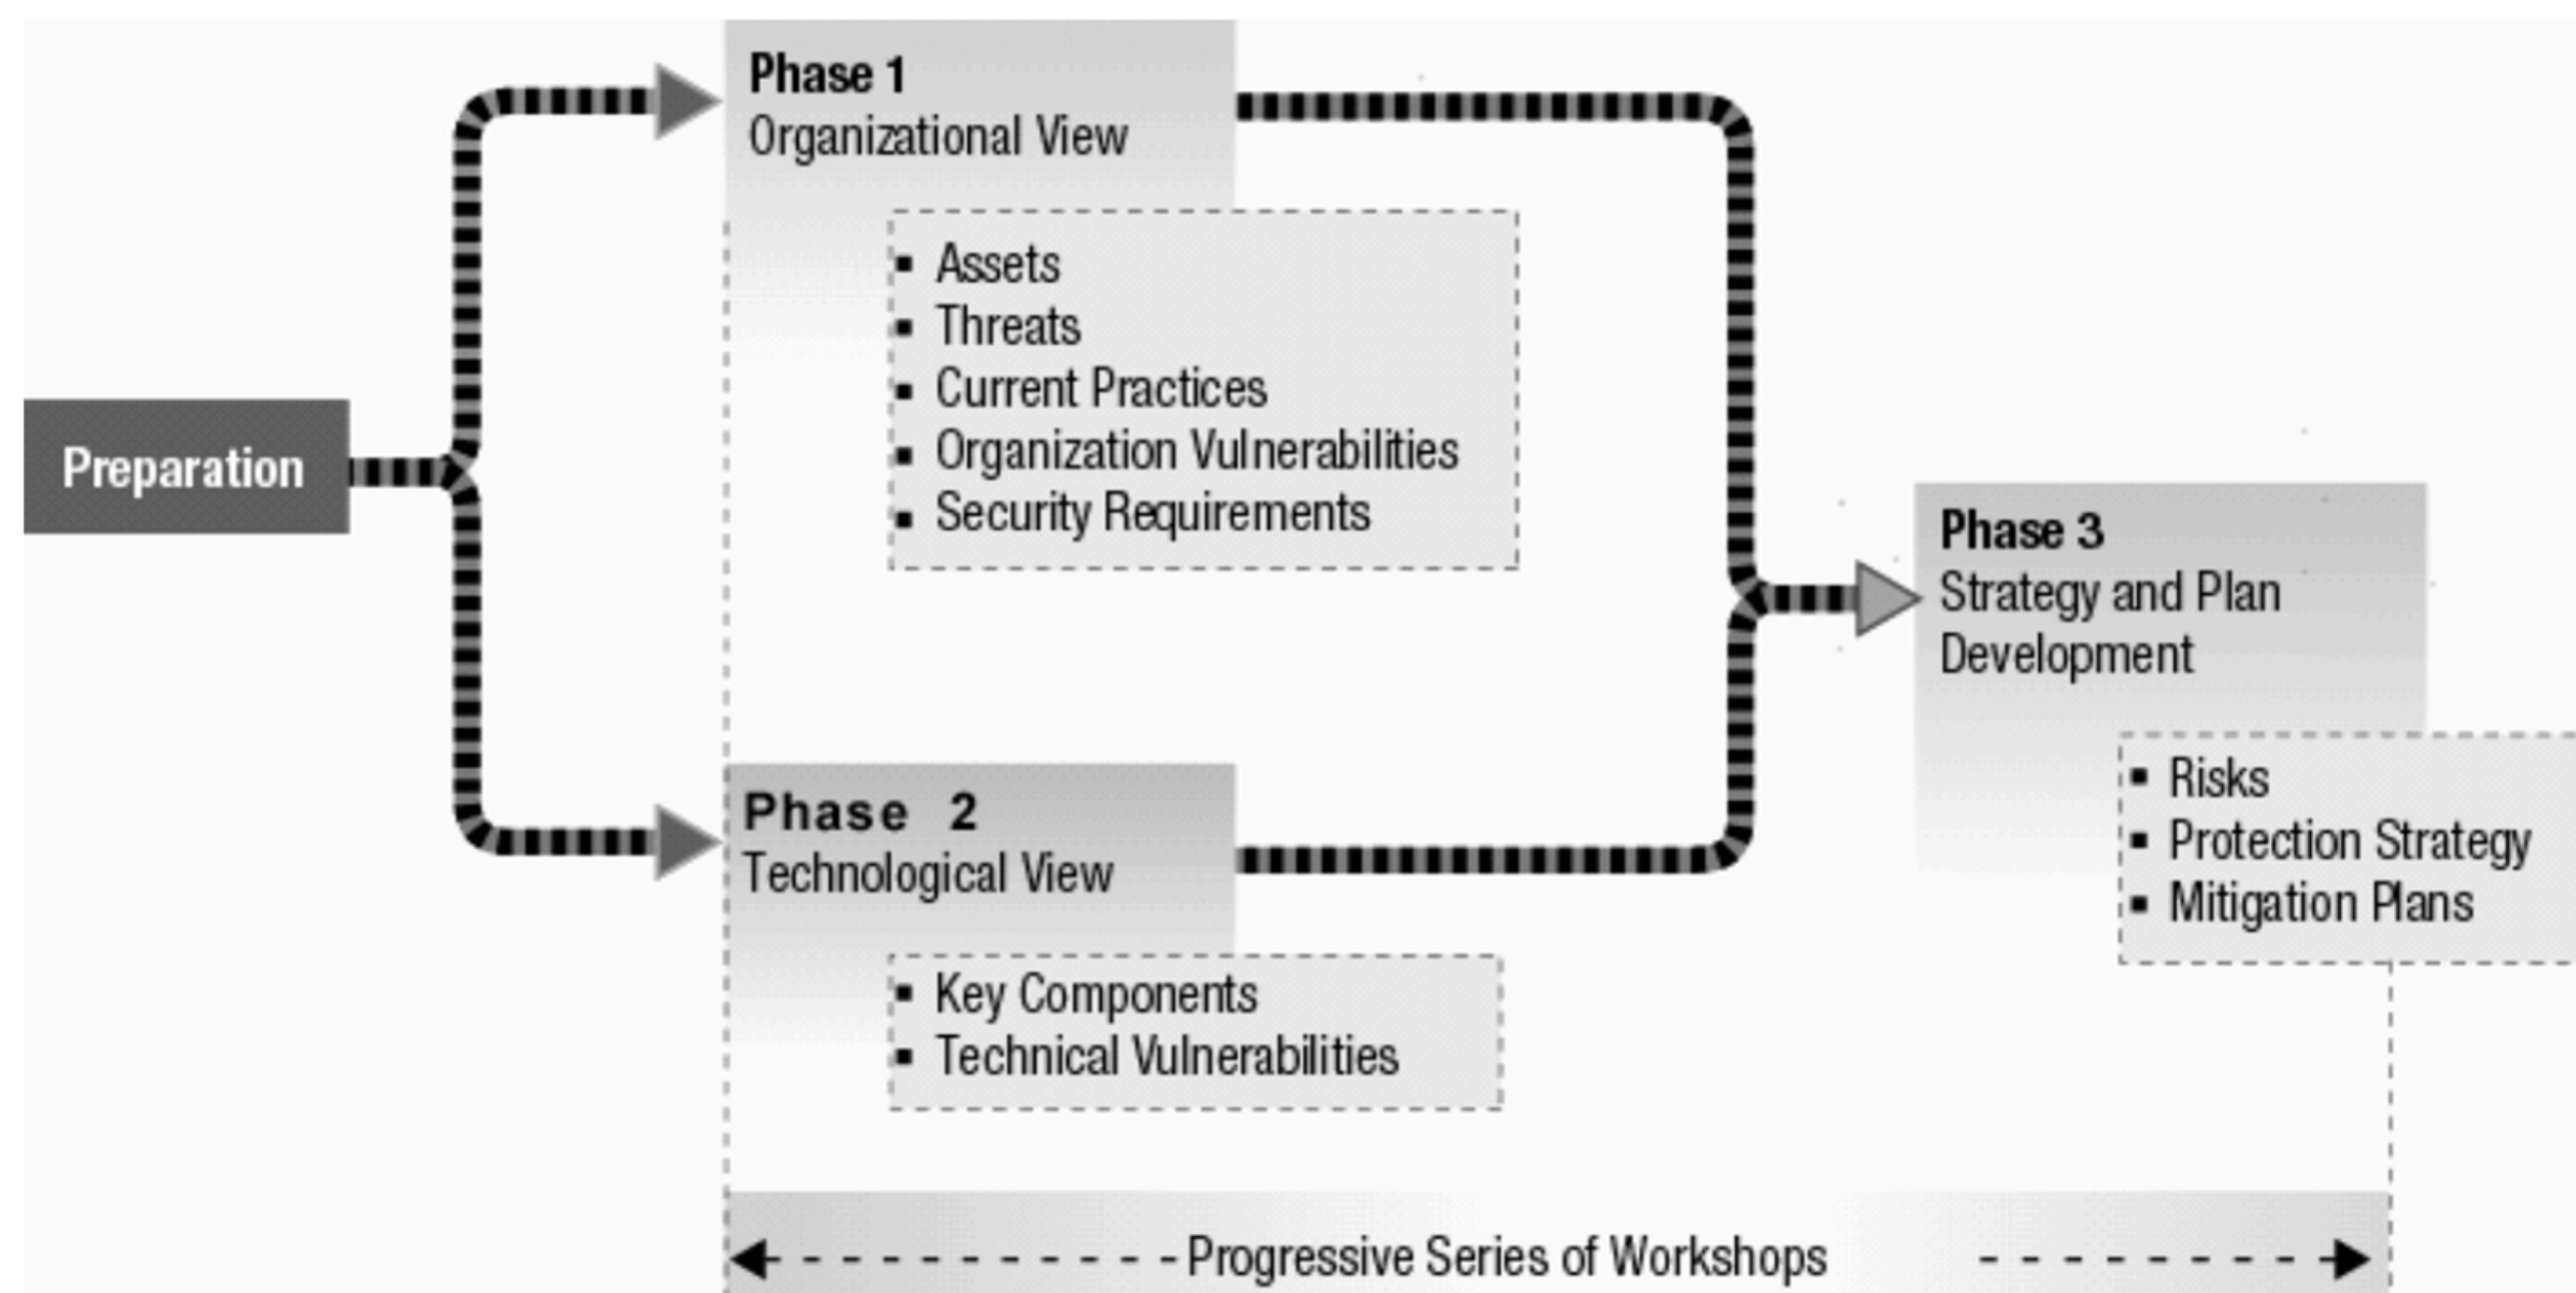 Preparation
Phase 1
Organizational View
▪ Assets
▪ Threats
▪ Current Practices
▪ Organization Vulnerabilities
▪ Security Requirements
Phase 2
Technological View
▪ Key Components
▪ Technical Vulnerabilities
Phase 3
Strategy and Plan
Development
▪ Risks
▪ Protection Strategy
▪ Mitigation Plans
Progressive Series of Workshops